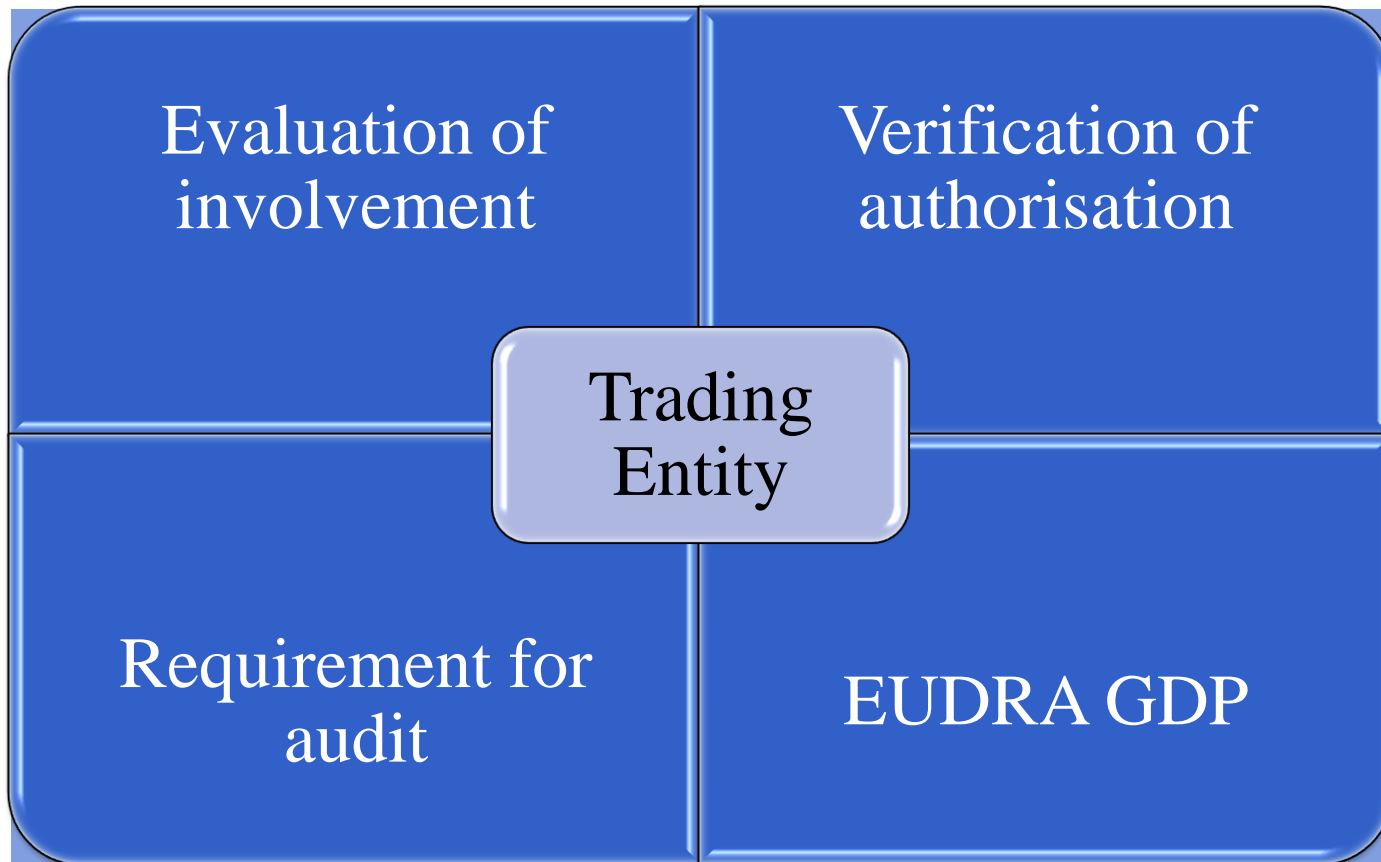 Evaluation of
involvement
Verification of
authorisation
Trading
Entity
Requirement for
audit
EUDRA GDP